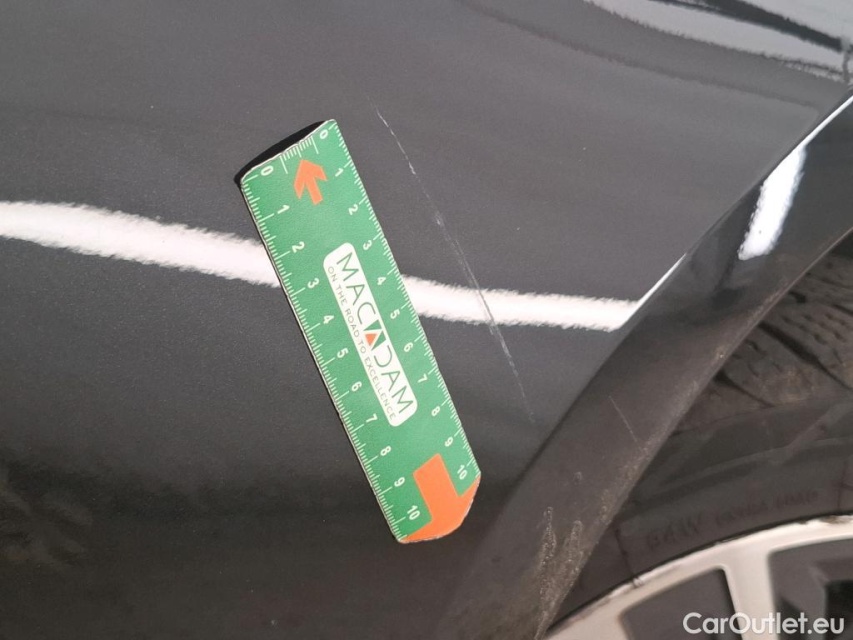 0 1 2 3 4 5 6 7 8 9 10
0 1 2 3 4 5 6 7 8 9 10
MACADAM
ON THE ROAD TO EXCELLENCE
CarOutlet.eu